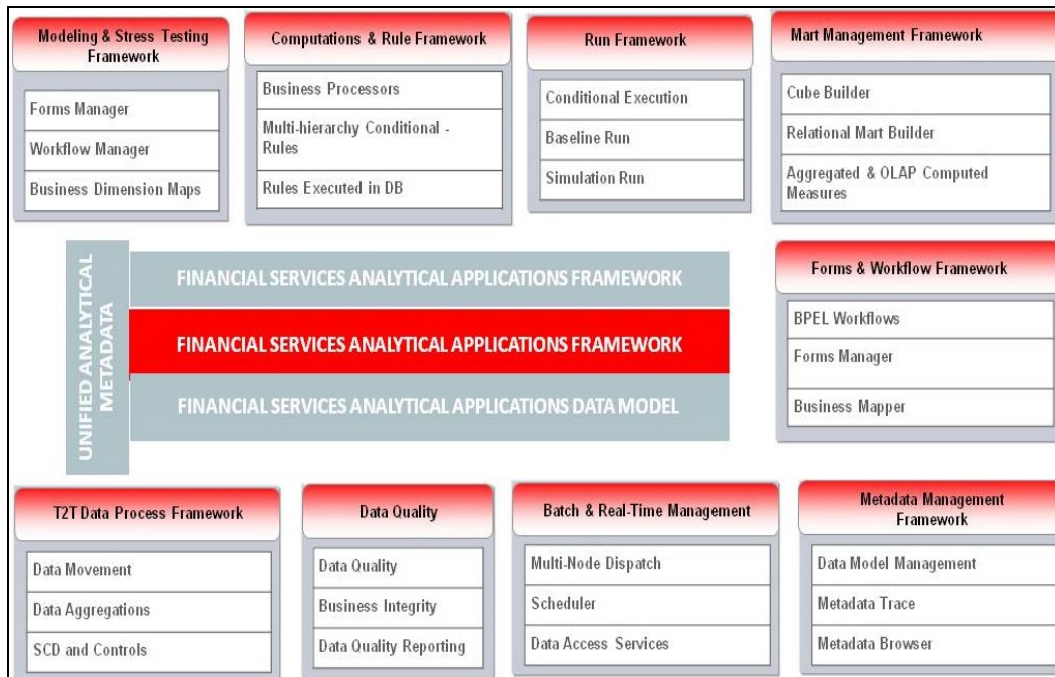 Modeling & Stress Testing
Framework
Forms Manager
Workflow Manager
Business Dimension Maps
Computations & Rule Framework
Business Processors
Multi-hierarchy Conditional -
Rules
Rules Executed in DB
Run Framework
Conditional Execution
Baseline Run
Simulation Run
Mart Management Framework
Cube Builder
Relational Mart Builder
Aggregated & OLAP Computed
Measures
UNIFIED ANALYTICAL
METADATA
FINANCIAL SERVICES ANALYTICAL APPLICATIONS FRAMEWORK
FINANCIAL SERVICES ANALYTICAL APPLICATIONS FRAMEWORK
FINANCIAL SERVICES ANALYTICAL APPLICATIONS DATA MODEL
Forms & Workflow Framework
BPEL Workflows
Forms Manager
Business Mapper
T2T Data Process Framework
Data Movement
Data Aggregations
SCD and Controls
Data Quality
Data Quality
Business Integrity
Data Quality Reporting
Batch & Real-Time Management
Multi-Node Dispatch
Scheduler
Data Access Services
Metadata Management
Framework
Data Model Management
Metadata Trace
Metadata Browser